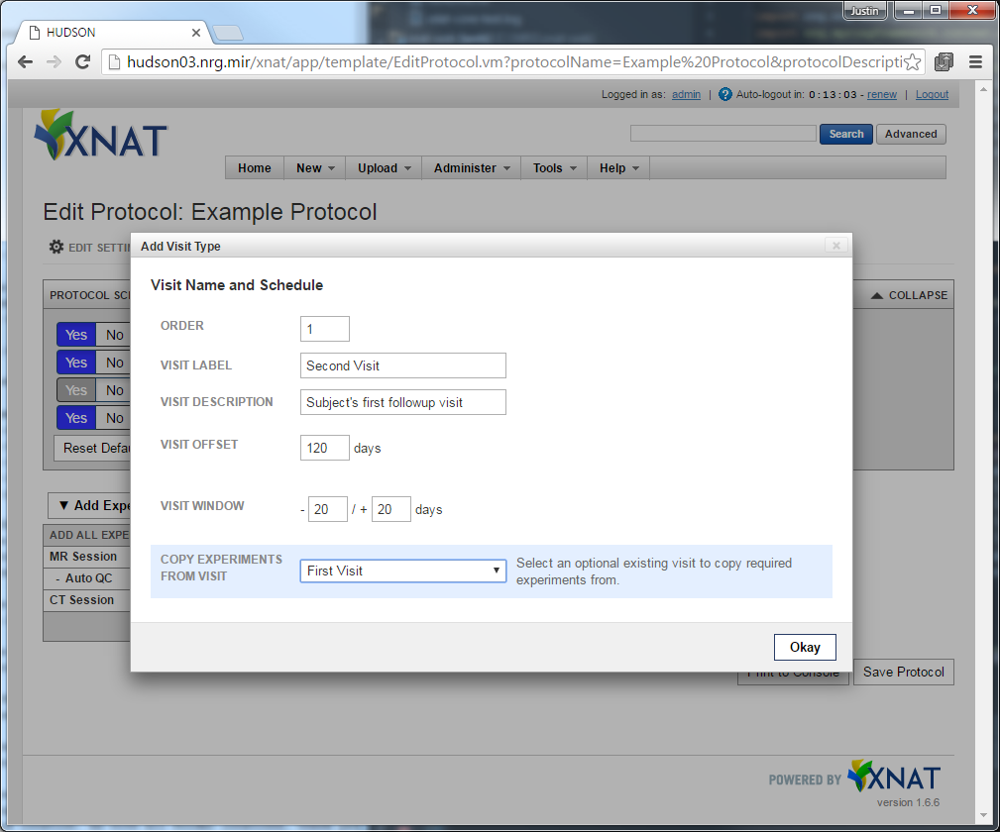 Justin
HUDSON
hudson03.nrg.mir/xnat/app/template/EditProtocol.vm?protocolName=Example%20Protocol&protocolDescripti
Logged in as: admin | ? Auto-logout in: 0:13:03 - renew | Logout
XNAT
Search Advanced
Home New Upload Administer Tools Help
Edit Protocol: Example Protocol
EDIT SETTI
Add Visit Type
Visit Name and Schedule
PROTOCOL SC
COLLAPSE
ORDER 1
Yes No
VISIT LABEL Second Visit
Yes No
Yes No
VISIT DESCRIPTION Subject's first followup visit
Yes No
Reset Defau
VISIT OFFSET 120 days
▼ Add Expe
VISIT WINDOW - 20 / + 20 days
ADD ALL EXPE
MR Session
- Auto QC
CT Session
COPY EXPERIMENTS
FROM VISIT
First Visit
Select an optional existing visit to copy required
experiments from.
Okay
Print to Console Save Protocol
POWERED BY XNAT
version 1.6.6